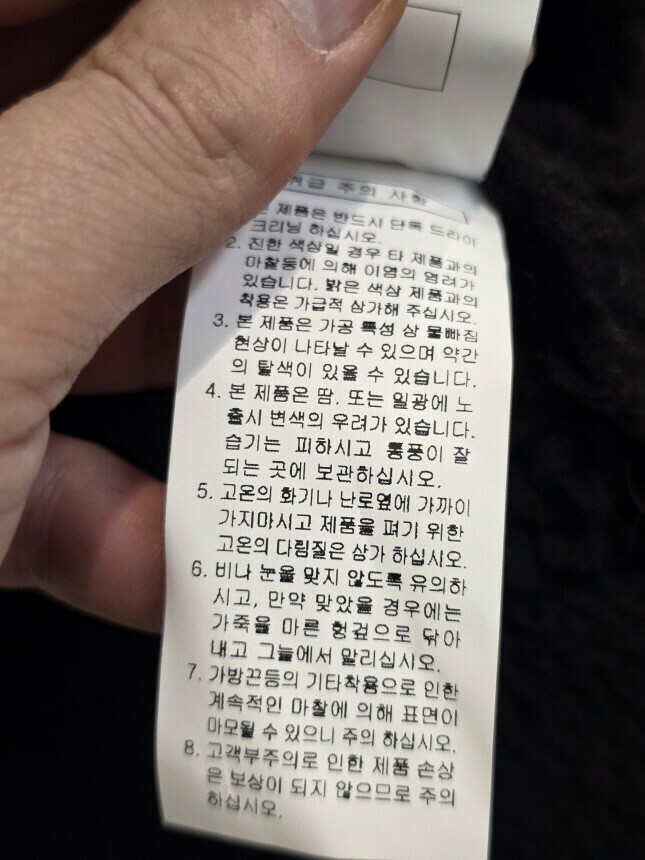 취급 주의 사항
본 제품은 반드시 단독 드라이
크리닝 하십시오.
2. 진한 색상일 경우 타 제품과의
마찰등에 의해 이염의 염려가
있습니다. 밝은 색상 제품과의
착용은 가급적 삼가해 주십시오.
3. 본 제품은 가공 특성 상 물빠짐
현상이 나타날 수 있으며 약간
의 탈색이 있을 수 있습니다.
4. 본 제품은 땀, 또는 일광에 노
출시 변색의 우려가 있습니다.
습기는 피하시고 통풍이 잘
되는 곳에 보관하십시오.
5. 고온의 화기나 난로옆에 가까이
가지마시고 제품을 펴기 위한
고온의 다림질은 삼가 하십시오.
6. 비나 눈을 맞지 않도록 유의하
시고, 만약 맞았을 경우에는
가죽을 마른 헝겊으로 닦아
내고 그늘에서 말리십시오.
7. 가방끈등의 기타착용으로 인한
계속적인 마찰에 의해 표면이
마모될 수 있으니 주의 하십시오.
8. 고객부주의로 인한 제품 손상
은 보상이 되지 않으므로 주의
하십시오.